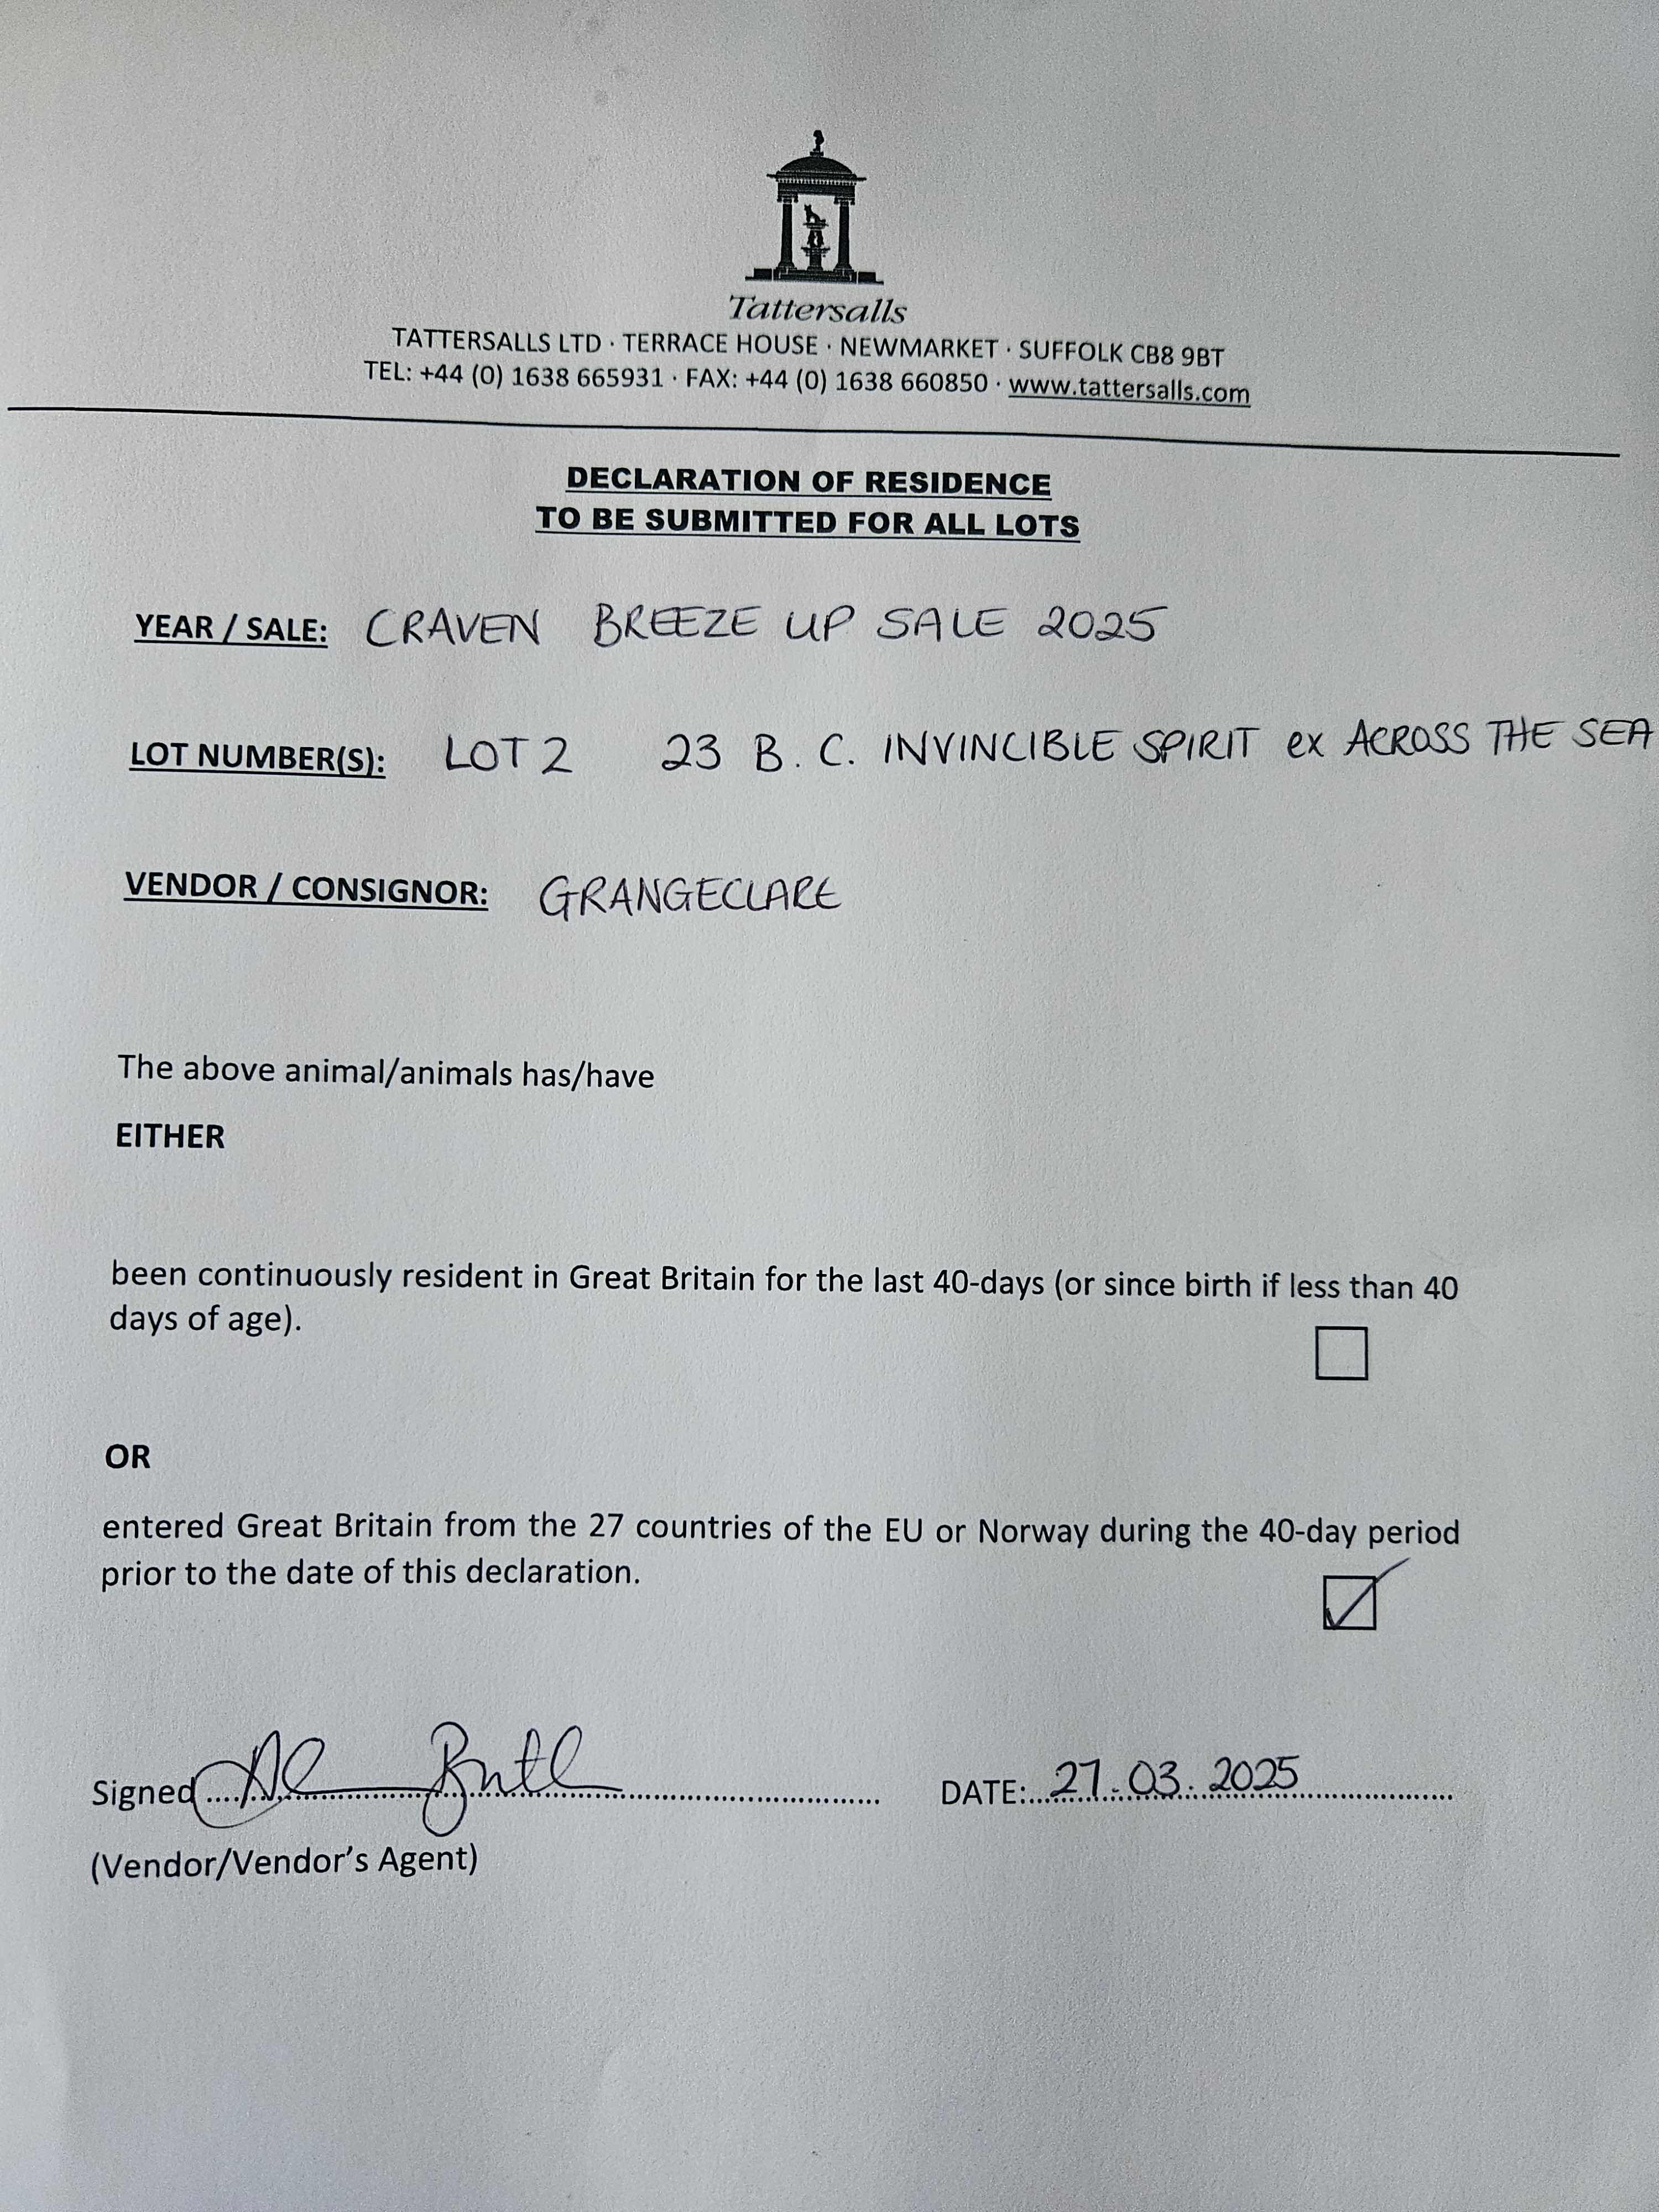 Tattersalls
TATTERSALLS LTD · TERRACE HOUSE · NEWMARKET · SUFFOLK CB8 9BT
TEL: +44 (0) 1638 665931 · FAX: +44 (0) 1638 660850 · www.tattersalls.com
DECLARATION OF RESIDENCE
TO BE SUBMITTED FOR ALL LOTS
YEAR / SALE: CRAVEN BREEZE UP SALE 2025
LOT NUMBER(S): LOT 2 23 B. C. INVINCIBLE SPIRIT ex ACROSS THE SEA
VENDOR / CONSIGNOR: GRANGECLARE
The above animal/animals has/have
EITHER
been continuously resident in Great Britain for the last 40-days (or since birth if less than 40
days of age).
OR
entered Great Britain from the 27 countries of the EU or Norway during the 40-day period
prior to the date of this declaration.
Signed DATE: 27.03.2025
(Vendor/Vendor's Agent)